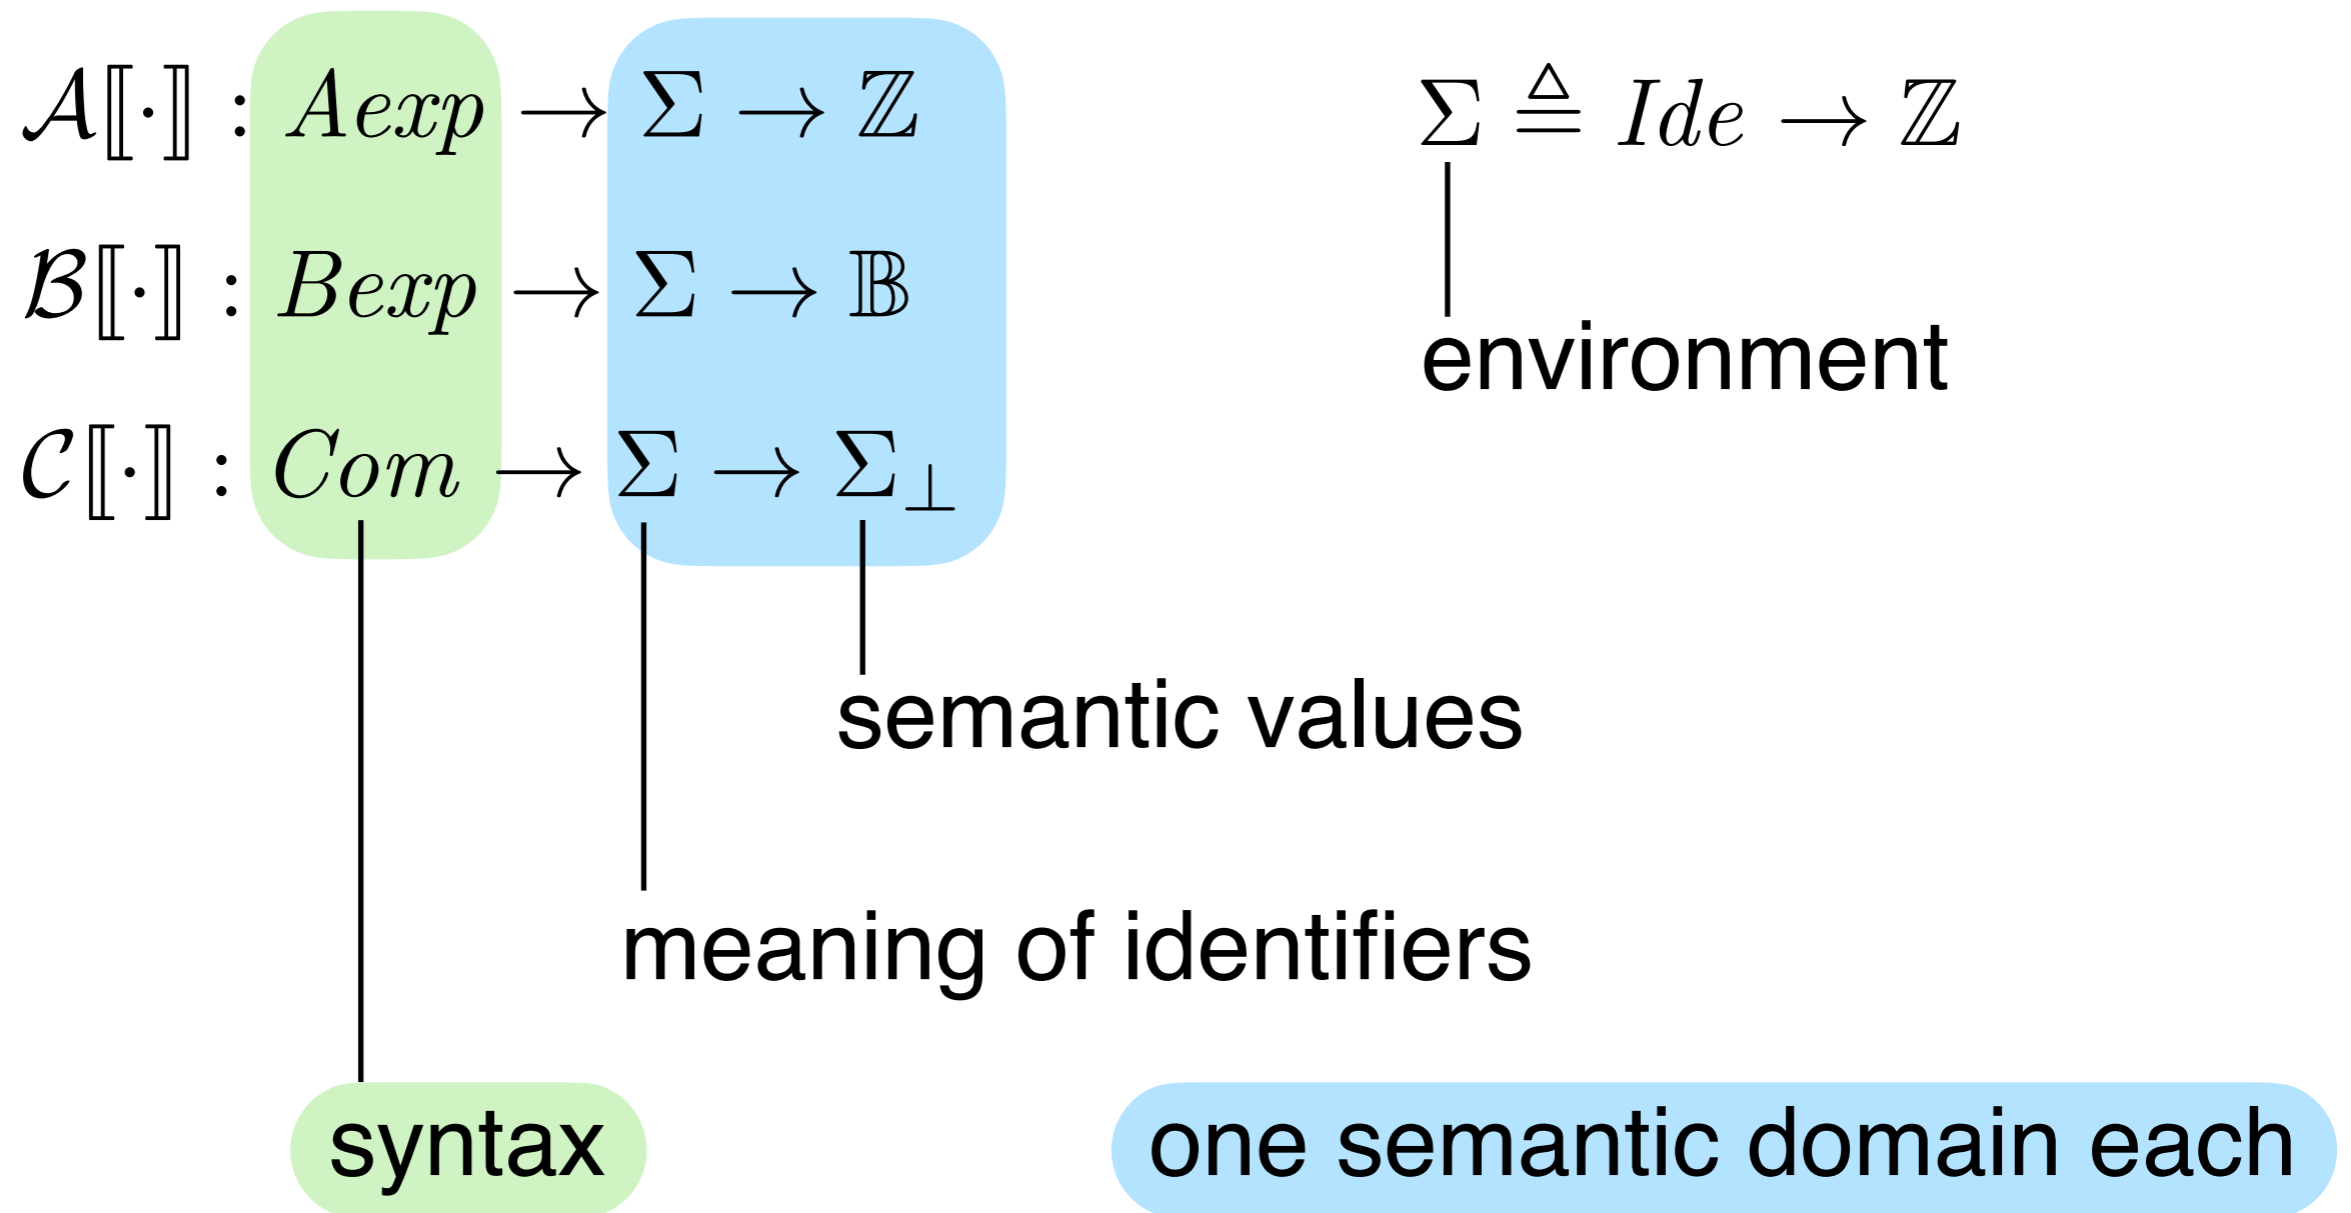 𝒜⟦·⟧ : Aexp → Σ → ℤ
Σ ≜ Ide → ℤ
ℬ⟦·⟧ : Bexp → Σ → 𝔹
environment
𝒞⟦·⟧ : Com → Σ → Σ⊥
semantic values
meaning of identifiers
syntax
one semantic domain each